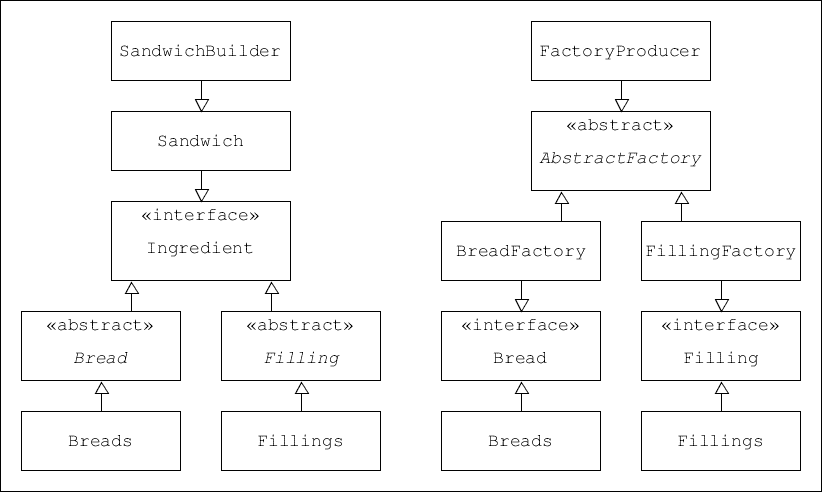 SandwichBuilder
Sandwich
«interface»
Ingredient
«abstract»
Bread
«abstract»
Filling
Breads
Fillings
FactoryProducer
«abstract»
AbstractFactory
BreadFactory
FillingFactory
«interface»
Bread
«interface»
Filling
Breads
Fillings